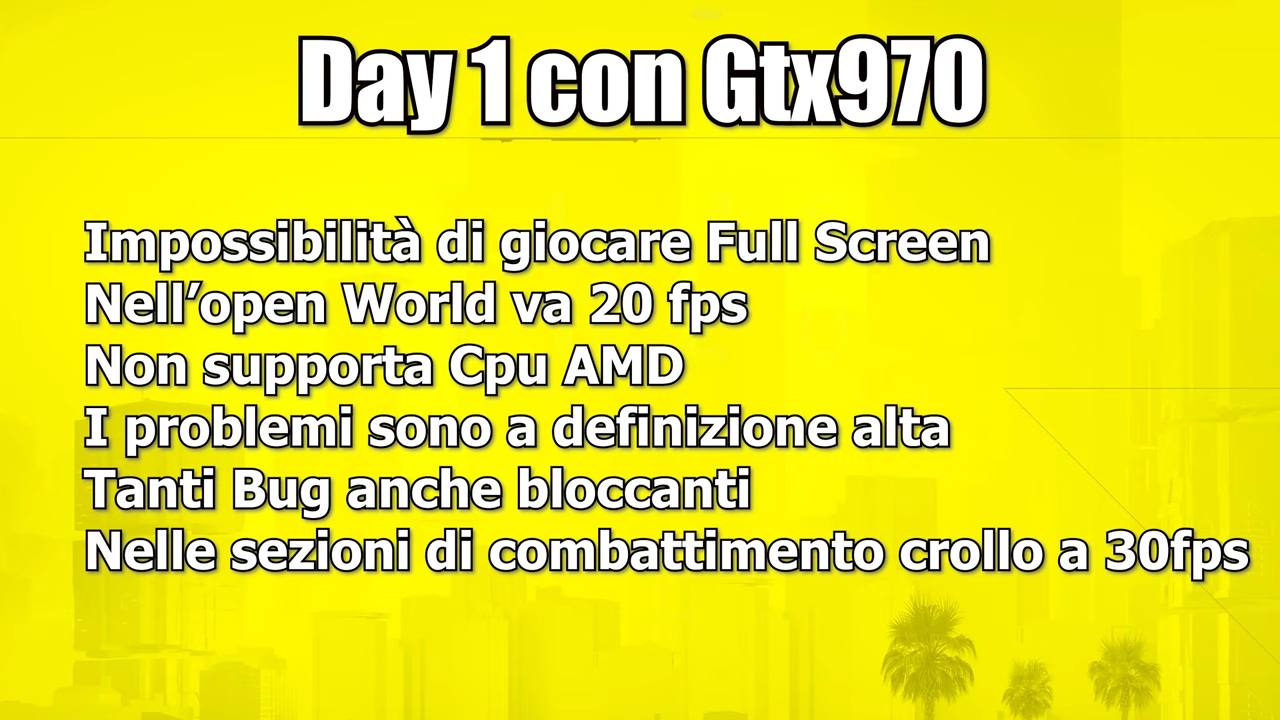 Day 1 con Gtx970
Impossibilità di giocare Full Screen
Nell’open World va 20 fps
Non supporta Cpu AMD
I problemi sono a definizione alta
Tanti Bug anche bloccanti
Nelle sezioni di combattimento crollo a 30fps